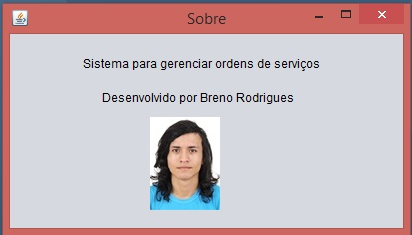 Sobre
Sistema para gerenciar ordens de serviços
Desenvolvido por Breno Rodrigues